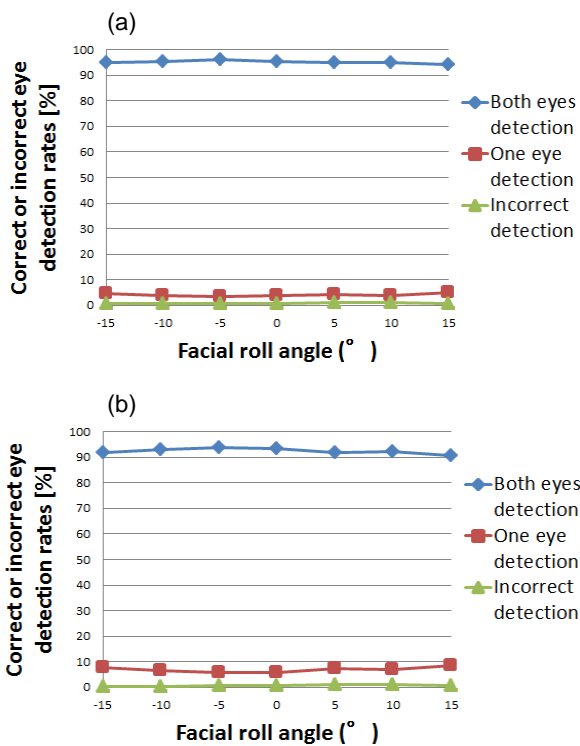 (a)
Correct or incorrect eye
detection rates [%]
100
90
80
70
60
50
40
30
20
10
0
-15 -10 -5 0 5 10 15
Facial roll angle (° )
Both eyes
detection
One eye
detection
Incorrect
detection
(b)
Correct or incorrect eye
detection rates [%]
100
90
80
70
60
50
40
30
20
10
0
-15 -10 -5 0 5 10 15
Facial roll angle (° )
Both eyes
detection
One eye
detection
Incorrect
detection